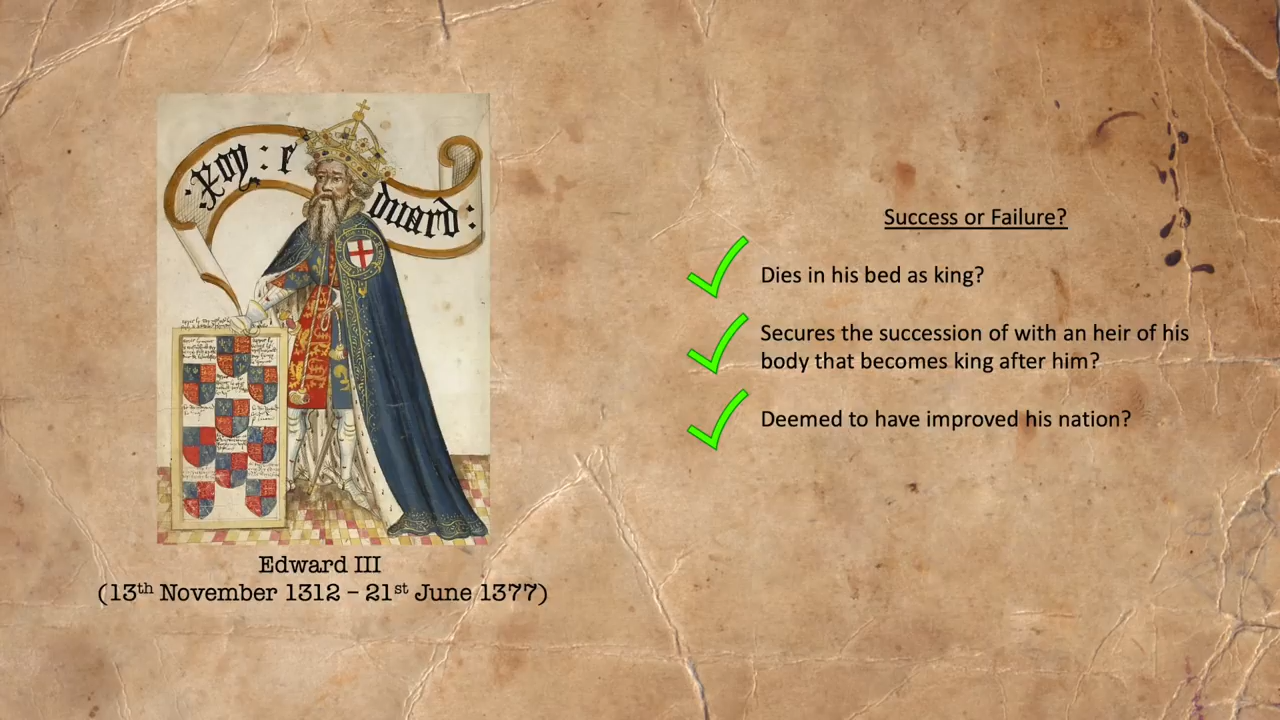 Roy : E
duard :
Edward III
(13th November 1312 – 21st June 1377)
Success or Failure?
Dies in his bed as king?
Secures the succession of with an heir of his
body that becomes king after him?
Deemed to have improved his nation?